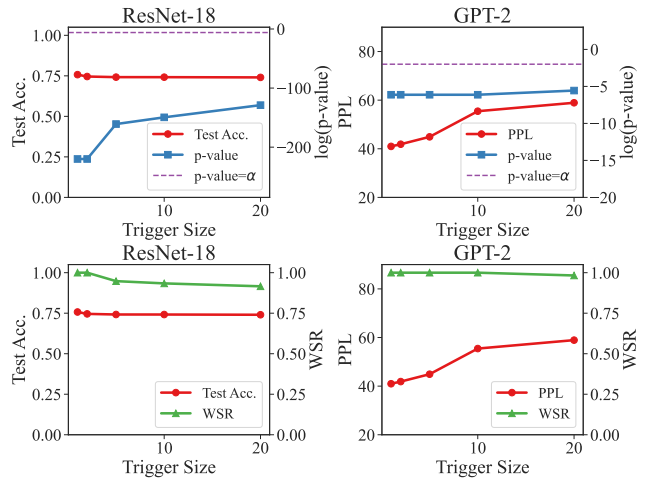 ResNet-18
GPT-2
Test Acc.
1.00
0.75
0.50
0.25
0.00
0
−100
−200
log(p-value)
Test Acc.
p-value
p-value=α
10
20
Trigger Size
PPL
80
60
40
20
0
−5
−10
−15
−20
log(p-value)
PPL
p-value
p-value=α
10
20
Trigger Size
ResNet-18
GPT-2
Test Acc.
1.00
0.75
0.50
0.25
0.00
1.00
0.75
0.50
0.25
0.00
WSR
Test Acc.
WSR
10
20
Trigger Size
PPL
80
60
40
20
1.00
0.75
0.50
0.25
0.00
WSR
PPL
WSR
10
20
Trigger Size